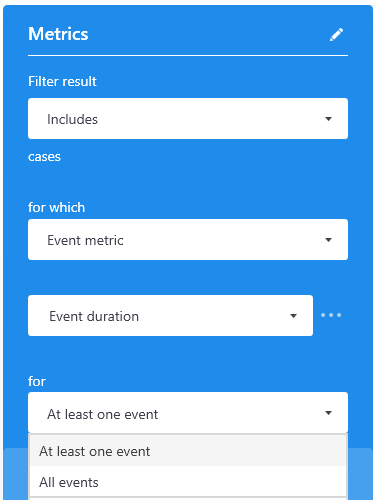 Metrics
Filter result
Includes
cases
for which
Event metric
Event duration
for
At least one event
At least one event
All events